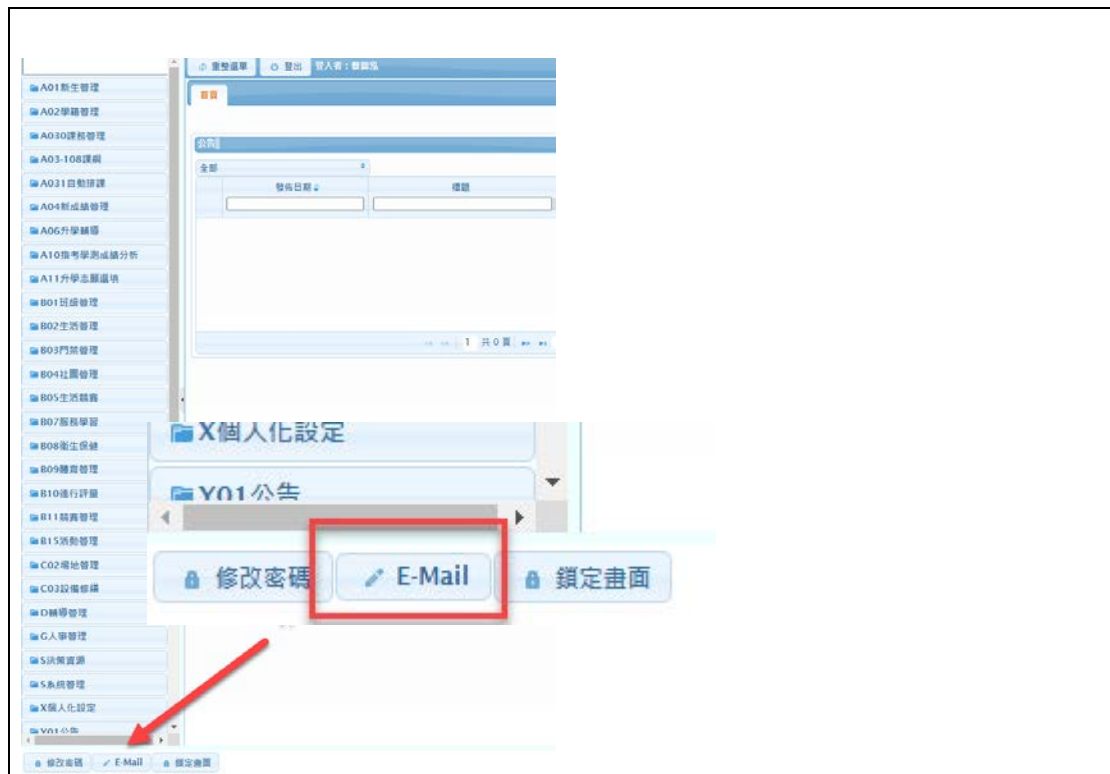 重整選單 登出 登入者：
首頁
公告
全部
發佈日期 標題
1 共 0 頁
A01新生管理
A02學籍管理
A030課務管理
A03-108課綱
A031自動排課
A04新成績管理
A06升學輔導
A10指考學測成績分析
A11升學志願選填
B01班級管理
B02生活管理
B03門禁管理
B04社團管理
B05生活競賽
B07服務學習
B08衛生保健
B09體育管理
B10進行評量
B11競賽管理
B15活動管理
C02場地管理
C03設備修繕
D輔導管理
G人事管理
S決策資源
S系統管理
X個人化設定
Y01公告
修改密碼 E-Mail 鎖定畫面
X個人化設定
Y01公告
修改密碼 E-Mail 鎖定畫面